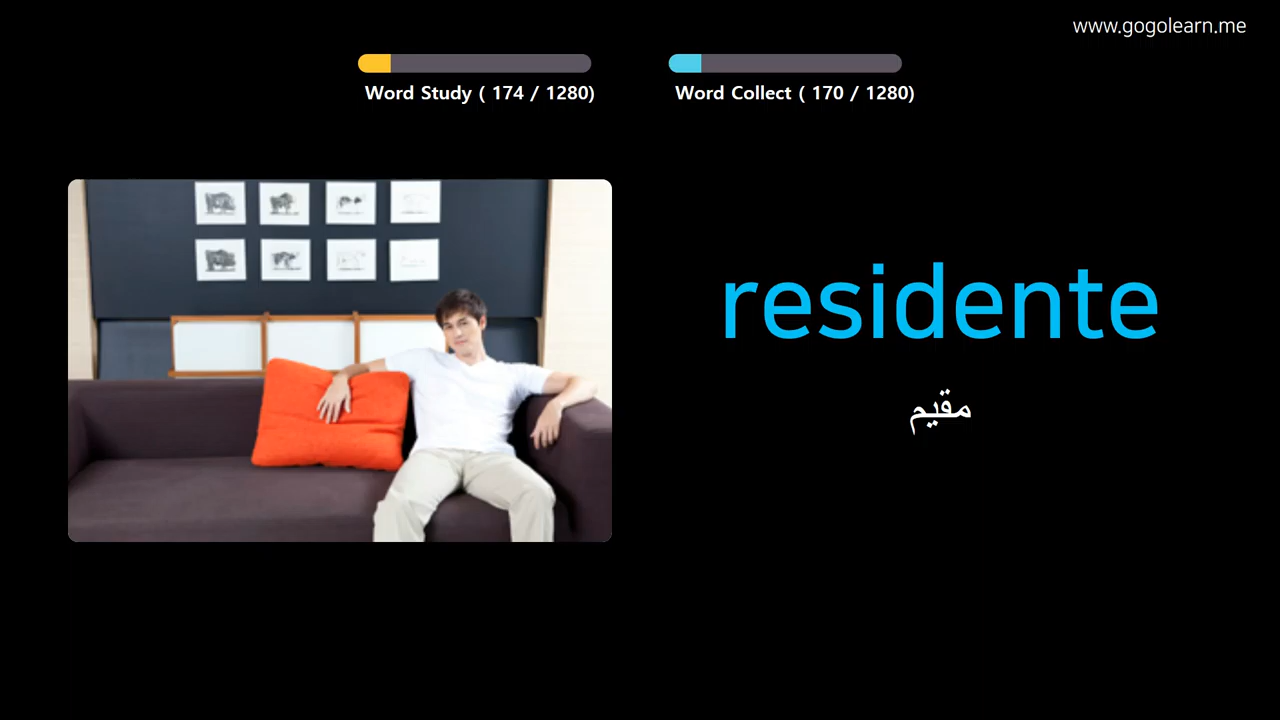 www.gogolearn.me
Word Study ( 174 / 1280)
Word Collect ( 170 / 1280)
residente
مقيم